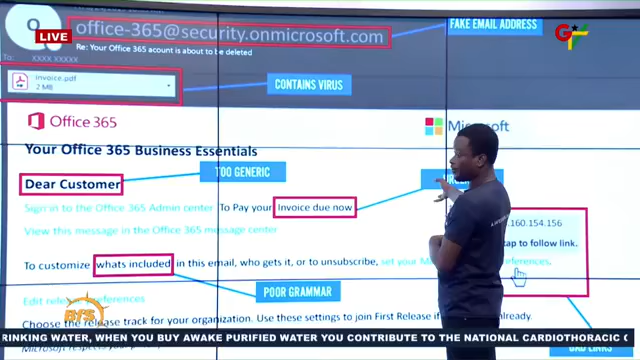 LIVE
office-365@security.onmicrosoft.com
FAKE EMAIL ADDRESS
Re: Your Office 365 acount is about to be deleted
To: XXXX XXXXX
Invoice.pdf
2 MB
CONTAINS VIRUS
Office 365
Microsoft
Your Office 365 Business Essentials
TOO GENERIC
Dear Customer
Sign in to the Office 365 Admin center To Pay your Invoice due now
.160.154.156
View this message in the Office 365 message center
tap to follow link.
To customize whats included in this email, who gets it, or to unsubscribe, set your
POOR GRAMMAR
Edit release preferences
Choose the release track for your organization. Use these settings to join First Release if already.
BAD LINKS
RINKING WATER, WHEN YOU BUY AWAKE PURIFIED WATER YOU CONTRIBUTE TO THE NATIONAL CARDIOTHORACIC